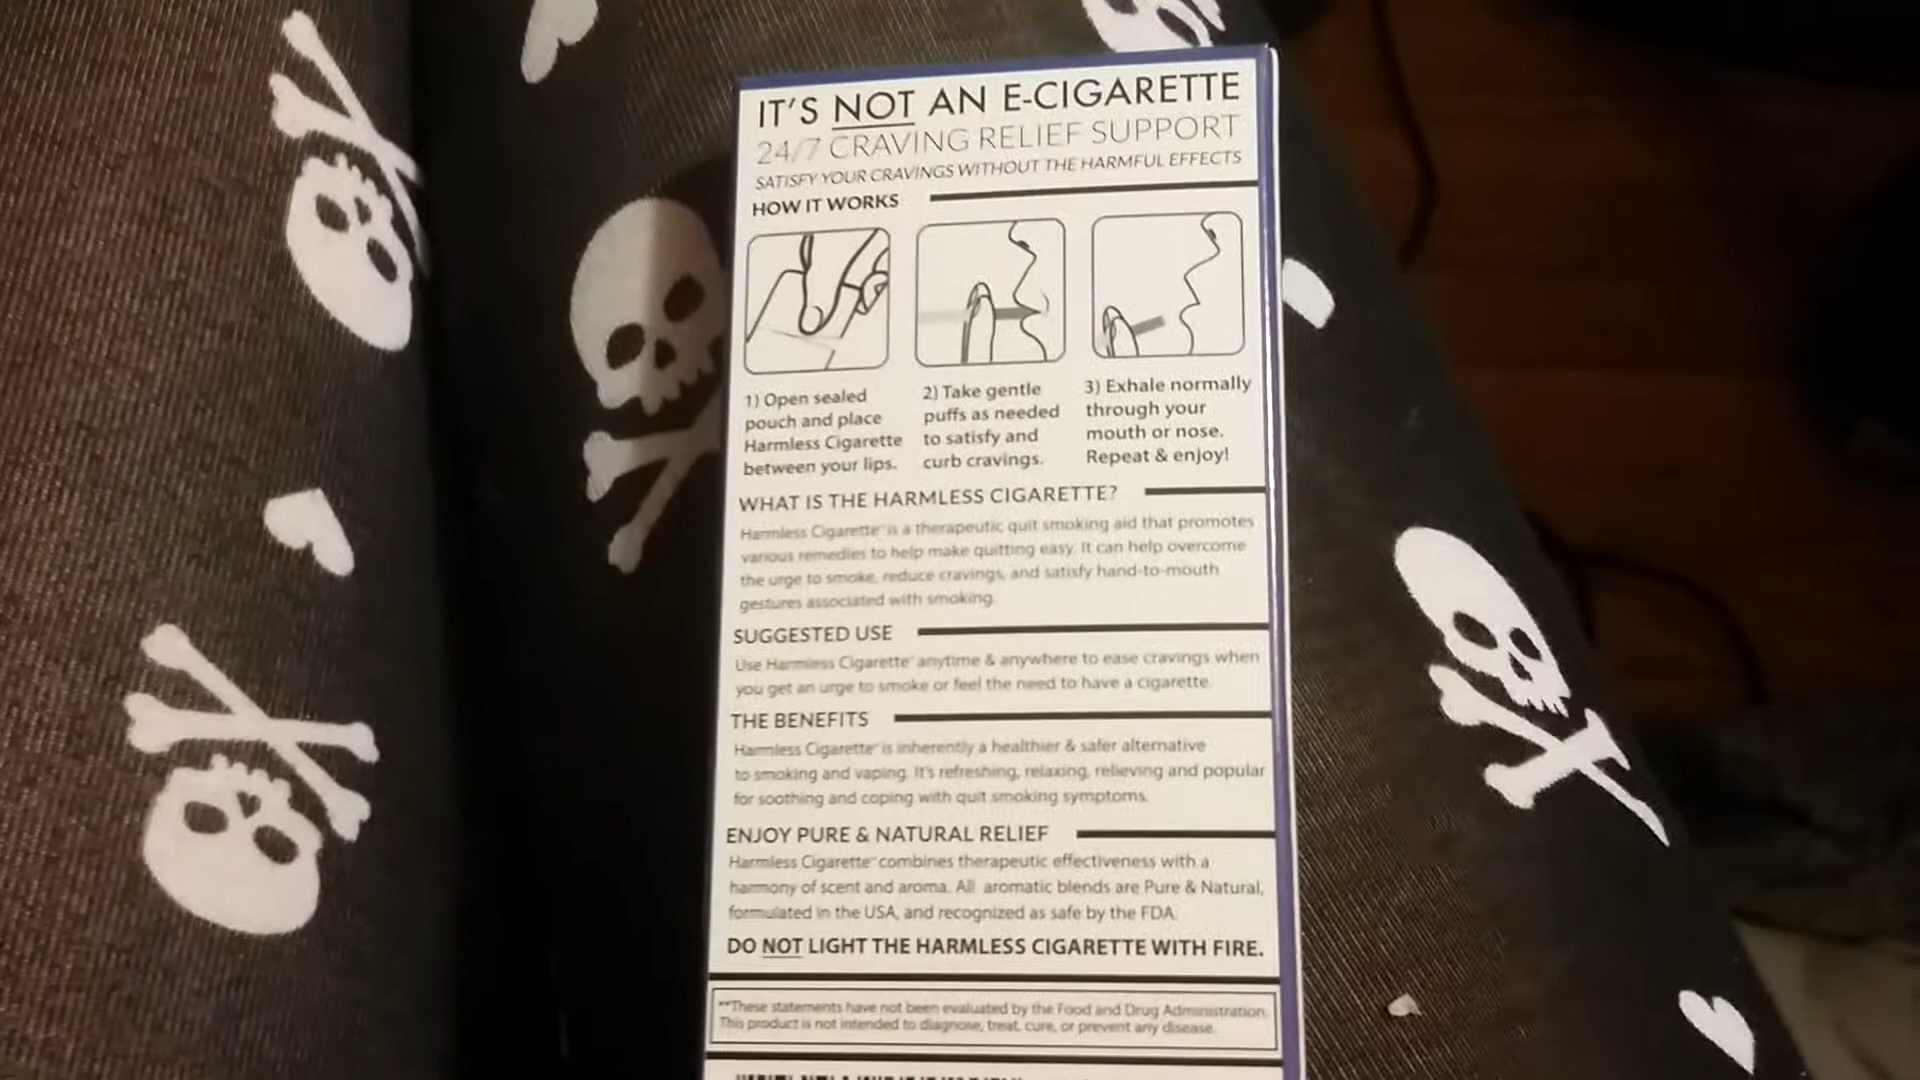 IT'S NOT AN E-CIGARETTE
24/7 CRAVING RELIEF SUPPORT
SATISFY YOUR CRAVINGS WITHOUT THE HARMFUL EFFECTS
HOW IT WORKS
1) Open sealed
pouch and place
Harmless Cigarette
between your lips.
2) Take gentle
puffs as needed
to satisfy and
curb cravings.
3) Exhale normally
through your
mouth or nose.
Repeat & enjoy!
WHAT IS THE HARMLESS CIGARETTE?
Harmless Cigarette™ is a therapeutic quit smoking aid that promotes
various remedies to help make quitting easy. It can help overcome
the urge to smoke, reduce cravings, and satisfy hand-to-mouth
gestures associated with smoking.
SUGGESTED USE
Use Harmless Cigarette™ anytime & anywhere to ease cravings when
you get an urge to smoke or feel the need to have a cigarette.
THE BENEFITS
Harmless Cigarette™ is inherently a healthier & safer alternative
to smoking and vaping. It's refreshing, relaxing, relieving and popular
for soothing and coping with quit smoking symptoms.
ENJOY PURE & NATURAL RELIEF
Harmless Cigarette™ combines therapeutic effectiveness with a
harmony of scent and aroma. All aromatic blends are Pure & Natural,
formulated in the USA, and recognized as safe by the FDA.
DO NOT LIGHT THE HARMLESS CIGARETTE WITH FIRE.
**These statements have not been evaluated by the Food and Drug Administration.
This product is not intended to diagnose, treat, cure, or prevent any disease.